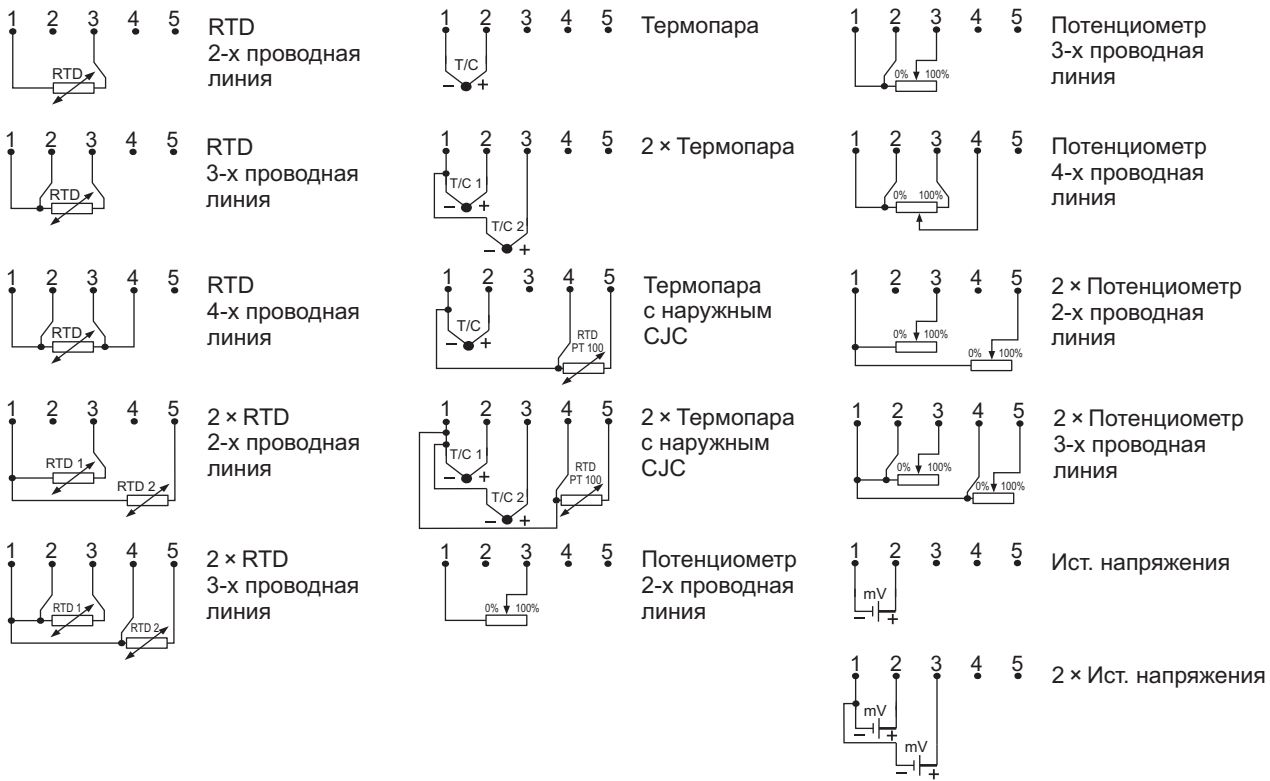 1 2 3 4 5
RTD
2-х проводная
линия
RTD
1 2 3 4 5
RTD
3-х проводная
линия
RTD
1 2 3 4 5
RTD
4-х проводная
линия
RTD
1 2 3 4 5
2 × RTD
2-х проводная
линия
RTD 1
RTD 2
1 2 3 4 5
2 × RTD
3-х проводная
линия
RTD 1
RTD 2
1 2 3 4 5
Термопара
T/C
– +
1 2 3 4 5
2 × Термопара
T/C 1
– +
T/C 2
– +
1 2 3 4 5
Термопара
с наружным
CJC
T/C
– +
RTD
PT 100
1 2 3 4 5
2 × Термопара
с наружным
CJC
T/C 1
– +
T/C 2
– +
RTD
PT 100
1 2 3 4 5
Потенциометр
2-х проводная
линия
0% 100%
1 2 3 4 5
Потенциометр
3-х проводная
линия
0% 100%
1 2 3 4 5
Потенциометр
4-х проводная
линия
0% 100%
1 2 3 4 5
2 × Потенциометр
2-х проводная
линия
0% 100%
0% 100%
1 2 3 4 5
2 × Потенциометр
3-х проводная
линия
0% 100%
0% 100%
1 2 3 4 5
Ист. напряжения
mV
– +
1 2 3 4 5
2 × Ист. напряжения
mV
– +
mV
– +